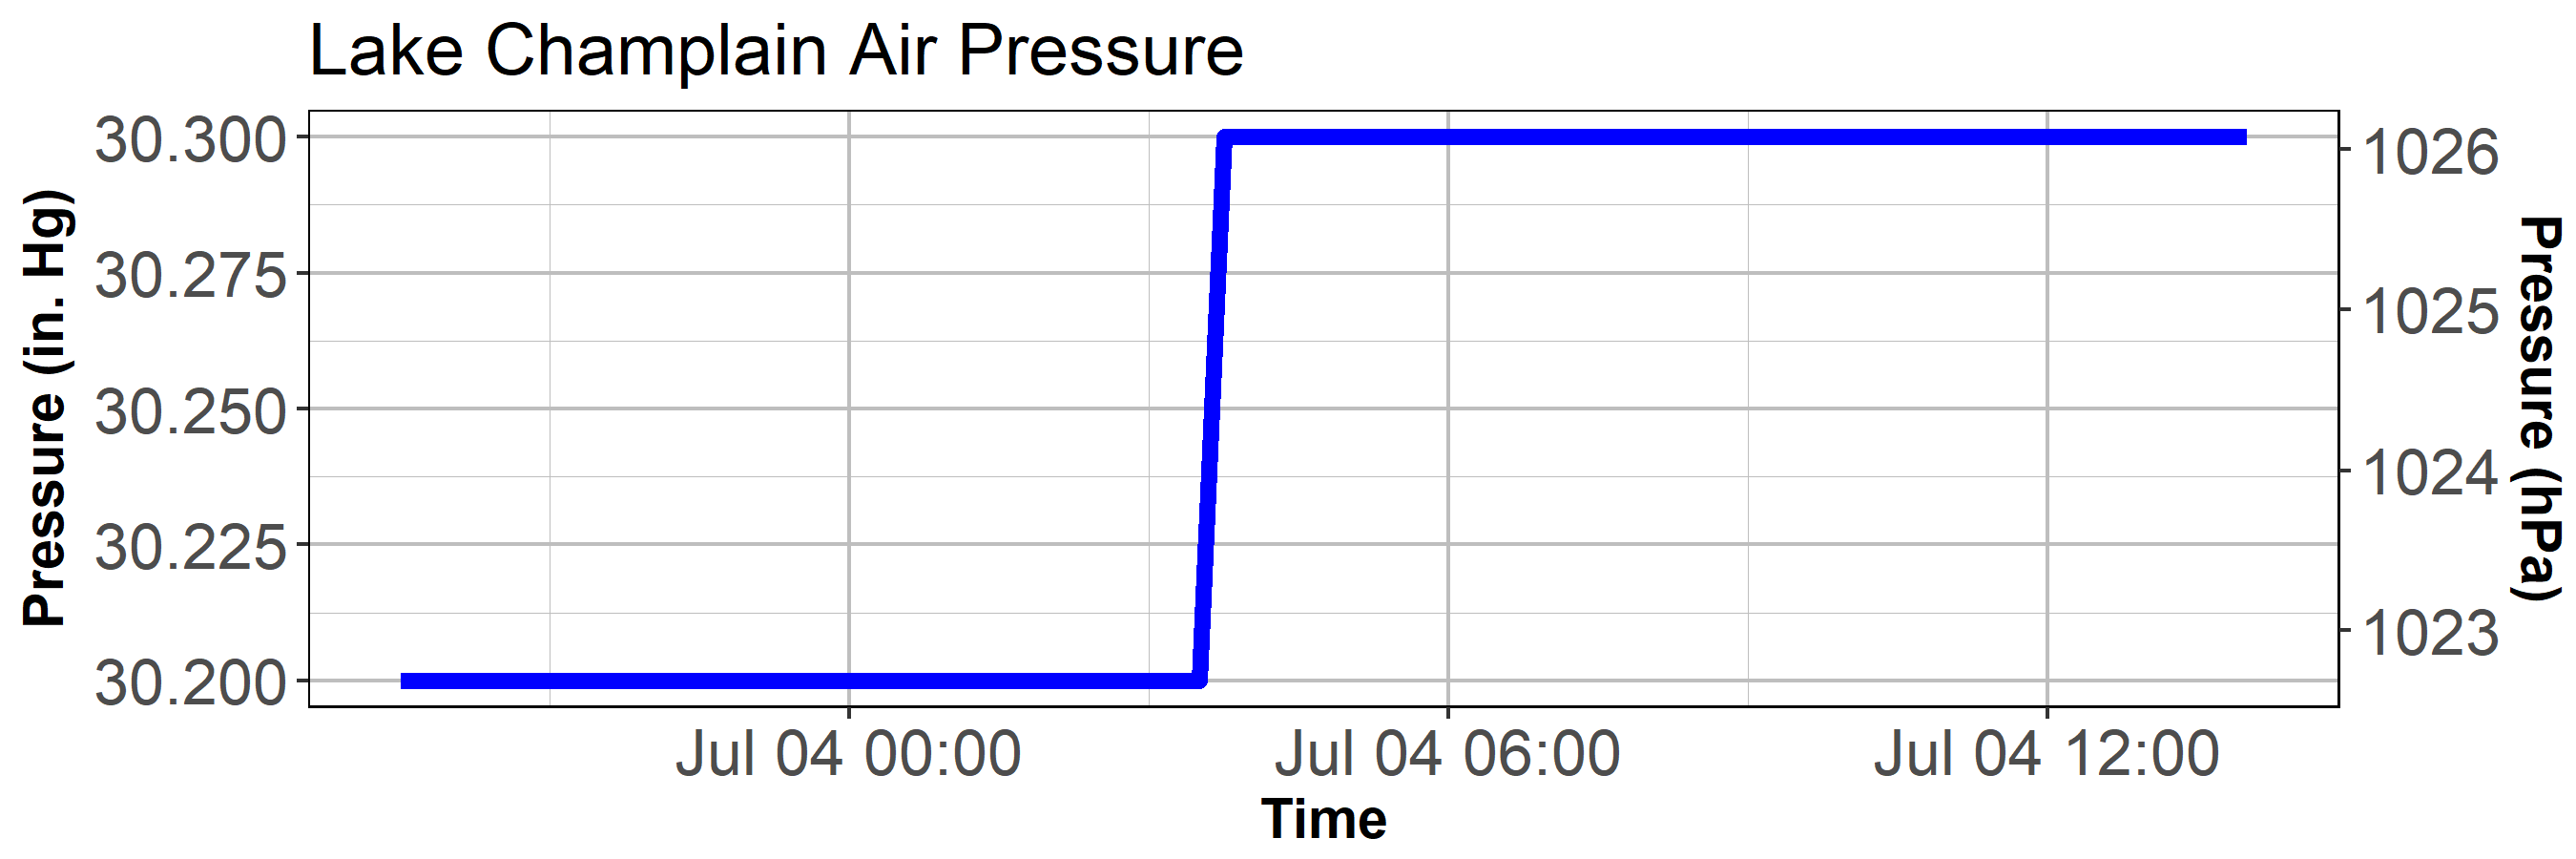 Lake Champlain Air Pressure
Pressure (in. Hg)
30.300
30.275
30.250
30.225
30.200
1026
1025
1024
1023
Pressure (hPa)
Jul 04 00:00
Jul 04 06:00
Jul 04 12:00
Time